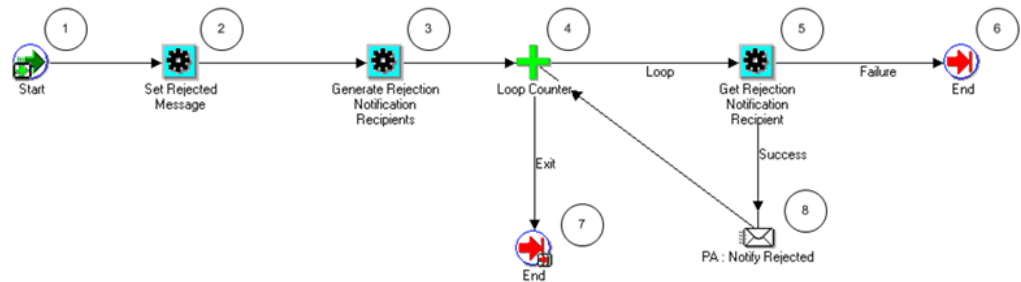 1
2
3
4
5
6
Start
Set Rejected
Message
Generate Rejection
Notification
Recipients
Loop Counter
Loop
Get Rejection
Notification
Recipient
Failure
End
Exit
Success
7
8
End
PA : Notify Rejected